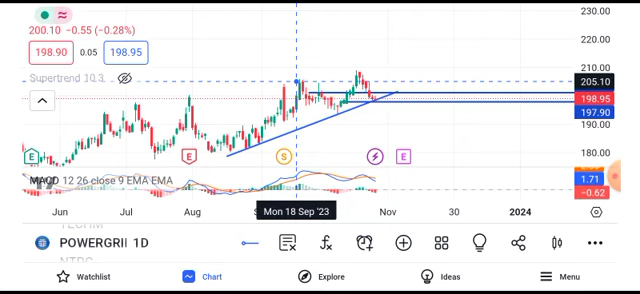 230.00
200.10 -0.55 (-0.28%)
220.00
198.90 0.05 198.95
210.00
Supertrend 10 3
205.10
198.95
197.90
190.00
E E S E
180.00
MACD 12 26 close 9 EMA EMA
1.71
-0.62
Jun Jul Aug Mon 18 Sep '23 Nov 30 2024
POWERGRII 1D
NTPC
Watchlist Chart Explore Ideas Menu